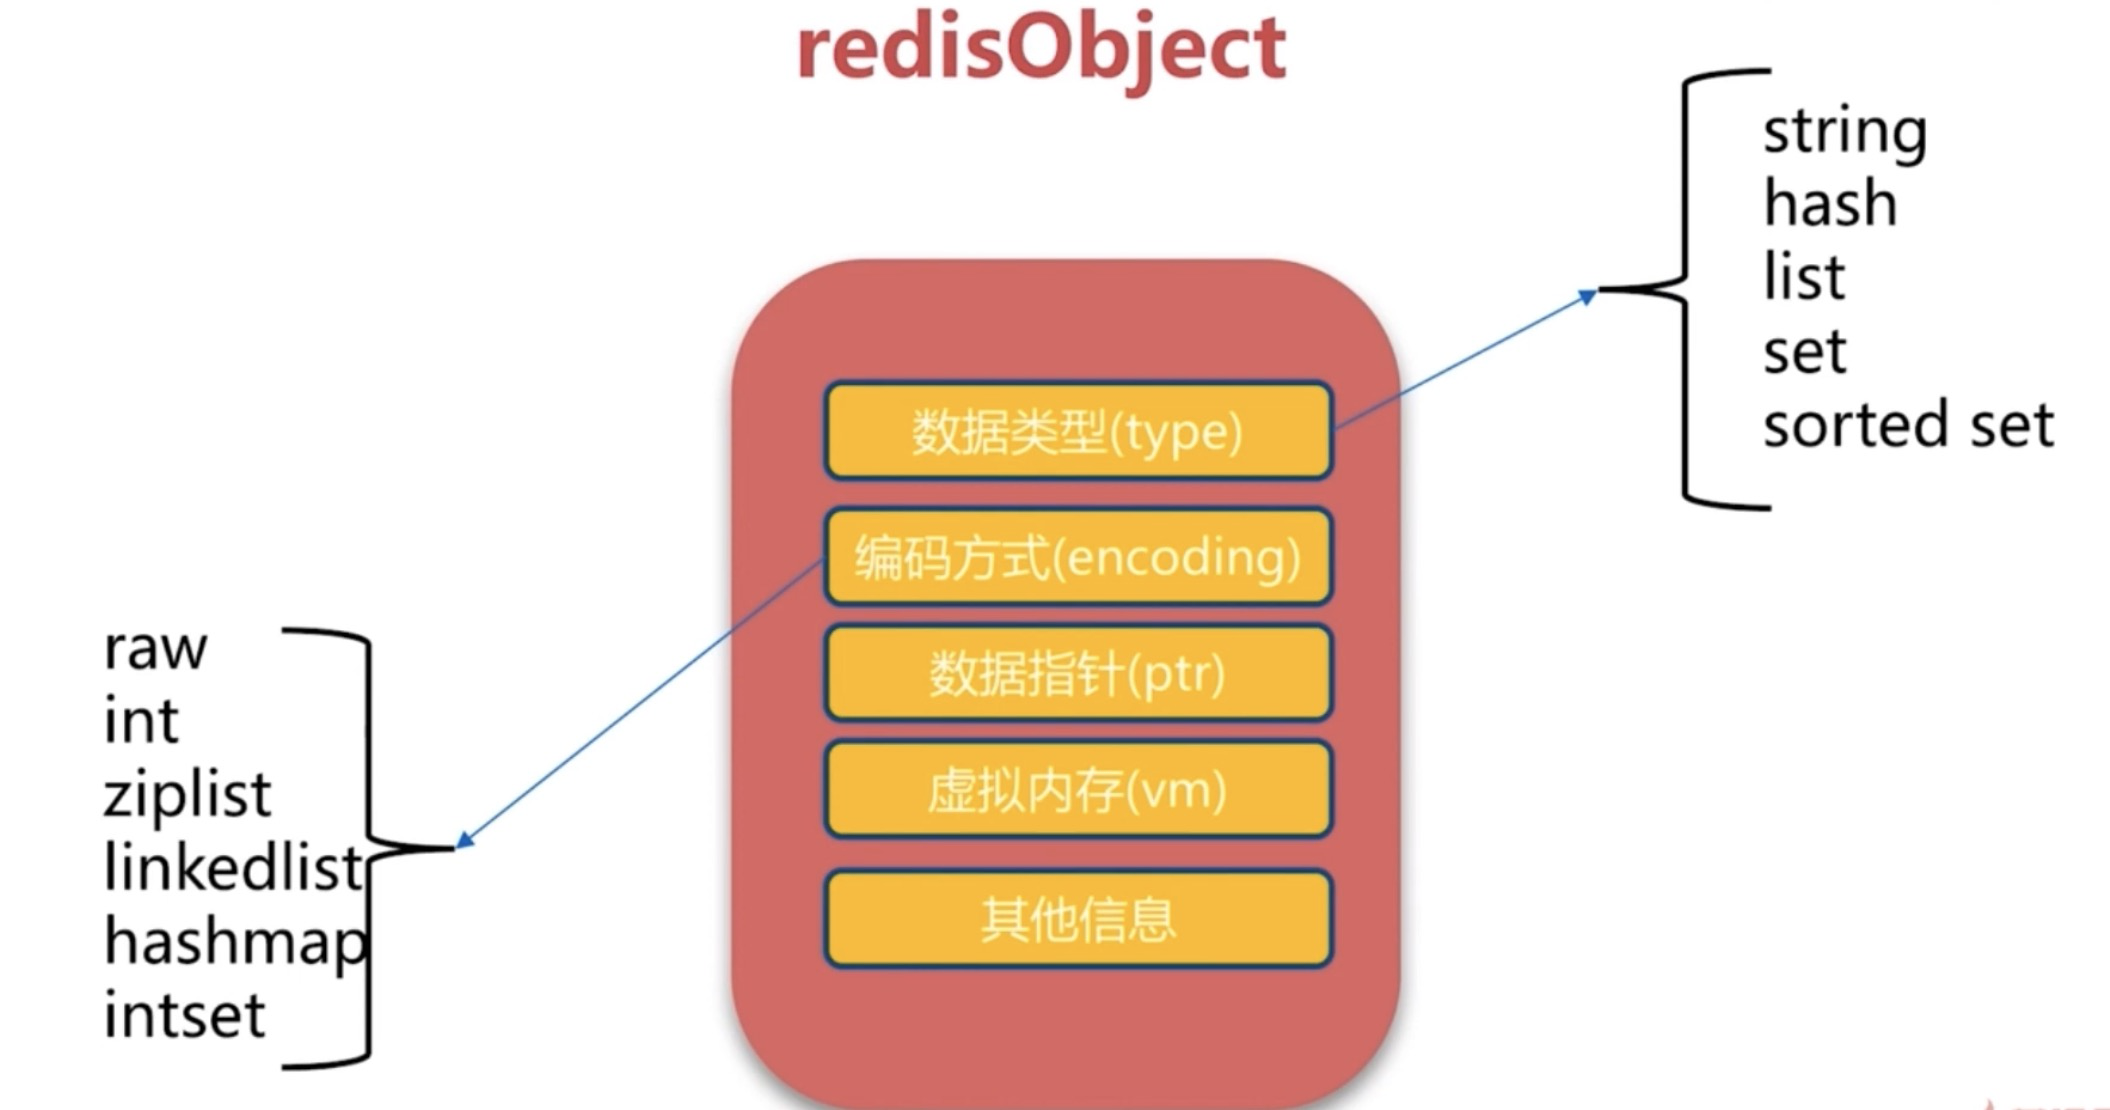 redisObject
string
hash
list
set
sorted set
数据类型(type)
编码方式(encoding)
数据指针(ptr)
虚拟内存(vm)
其他信息
raw
int
ziplist
linkedlist
hashmap
intset